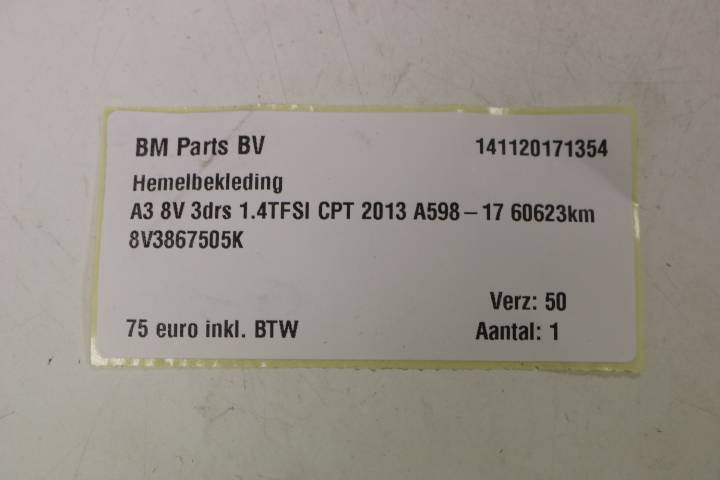 BM Parts BV 141120171354
Hemelbekleding
A3 8V 3drs 1.4TFSI CPT 2013 A598-17 60623km
8V3867505K
Verz: 50
75 euro inkl. BTW Aantal: 1